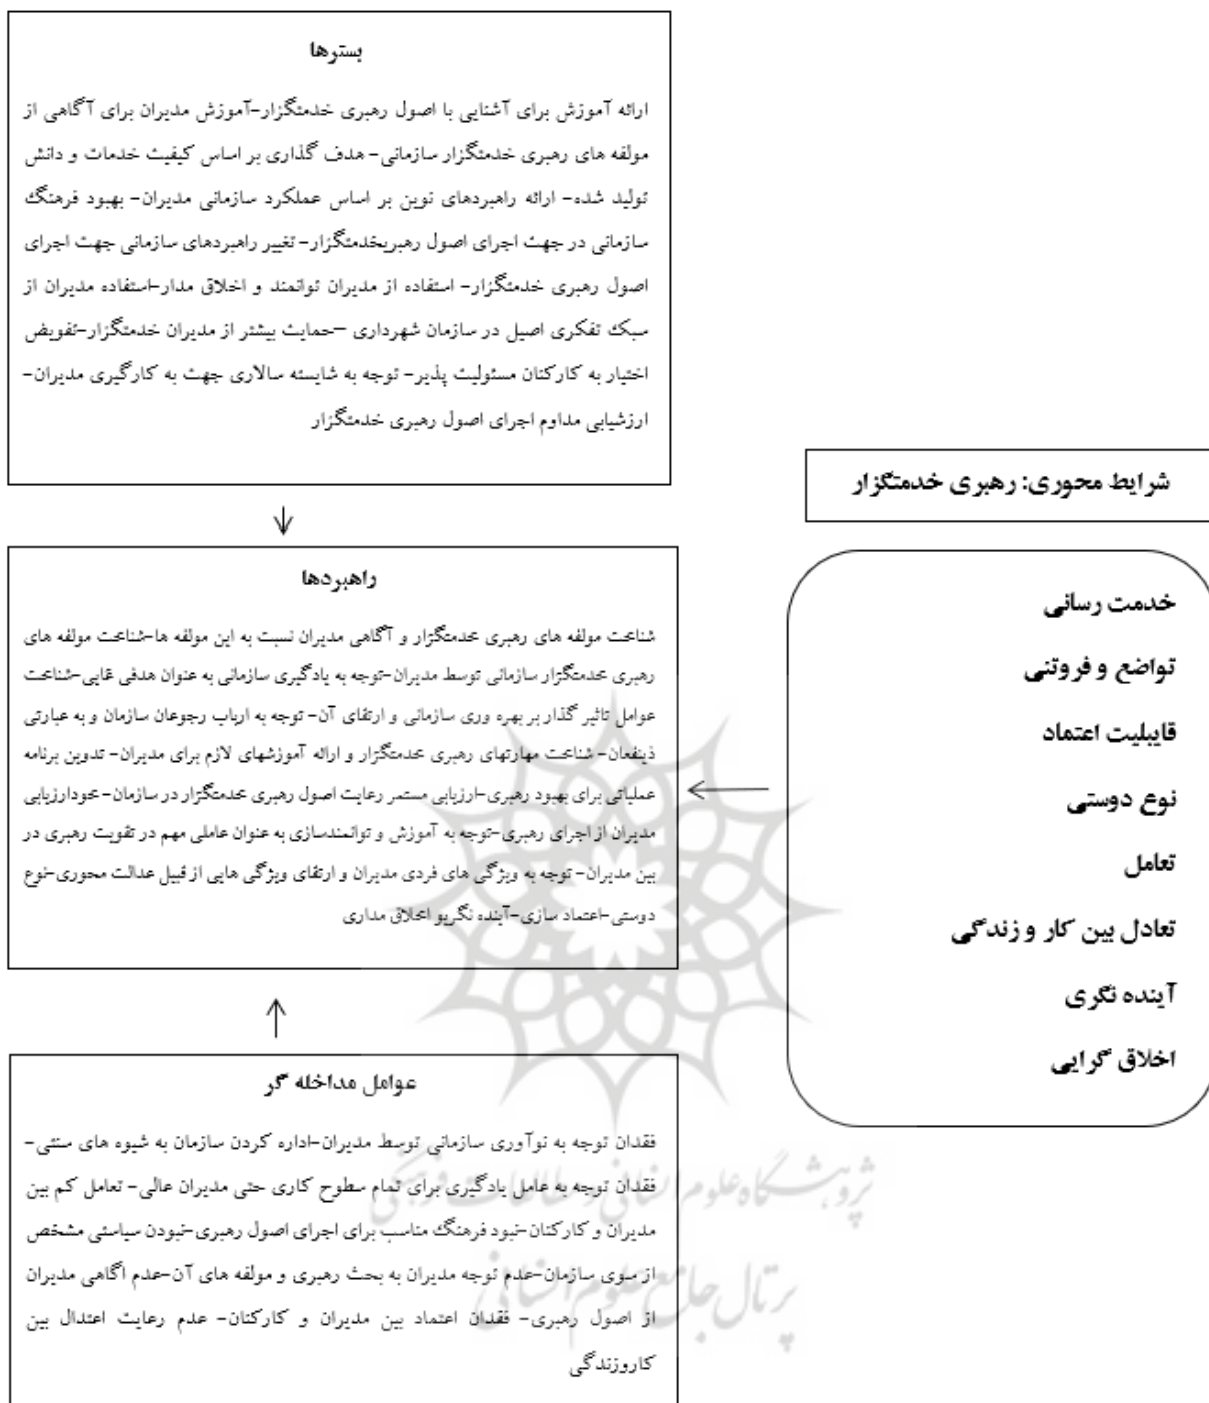 بسترها
ارائه آموزش برای آشنایی با اصول رهبری خدمتگزار-آموزش مدیران برای آگاهی از
مولفه های رهبری خدمتگزار سازمانی- هدف گذاری بر اساس کیفیت خدمات و دانش
تولید شده- ارائه راهبردهای نوین بر اساس عملکرد سازمانی مدیران- بهبود فرهنگ
سازمانی در جهت اجرای اصول رهبریخدمتگزار- تغییر راهبردهای سازمانی جهت اجرای
اصول رهبری خدمتگزار- استفاده از مدیران توانمند و اخلاق مدار-استفاده مدیران از
سبک تفکری اصیل در سازمان شهرداری –حمایت بیشتر از مدیران خدمتگزار-تفویض
اختیار به کارکنان مسئولیت پذیر- توجه به شایسته سالاری جهت به کارگیری مدیران-
ارزشیابی مداوم اجرای اصول رهبری خدمتگزار
شرایط محوری: رهبری خدمتگزار
خدمت رسانی
تواضع و فروتنی
قایبلیت اعتماد
نوع دوستی
تعامل
تعادل بین کار و زندگی
آینده نگری
اخلاق گرایی
راهبردها
شناخت مولفه های رهبری خدمتگزار و آگاهی مدیران نسبت به این مولفه ها-شناخت مولفه های
رهبری خدمتگزار سازمانی توسط مدیران-توجه به یادگیری سازمانی به عنوان هدفی غایی-شناخت
عوامل تاثیر گذار بر بهره وری سازمانی و ارتقای آن- توجه به ارباب رجوعان سازمان و به عبارتی
ذینفعان- شناخت مهارتهای رهبری خدمتگزار و ارائه آموزشهای لازم برای مدیران- تدوین برنامه
عملیاتی برای بهبود رهبری-ارزیابی مستمر رعایت اصول رهبری خدمتگزار در سازمان- خودارزیابی
مدیران از اجرای رهبری-توجه به آموزش و توانمندسازی به عنوان عاملی مهم در تقویت رهبری در
بین مدیران- توجه به ویژگی های فردی مدیران و ارتقای ویژگی هایی از قبیل عدالت محوری-نوع
دوستی-اعتماد سازی-آینده نگریو اخلاق مداری
عوامل مداخله گر
فقدان توجه به نوآوری سازمانی توسط مدیران-اداره کردن سازمان به شیوه های سنتی-
فقدان توجه به عامل یادگیری برای تمام سطوح کاری حتی مدیران عالی- تعامل کم بین
مدیران و کارکنان-نبود فرهنگ مناسب برای اجرای اصول رهبری-نبودن سیاستی مشخص
از سوی سازمان-عدم توجه مدیران به بحث رهبری و مولفه های آن-عدم آگاهی مدیران
از اصول رهبری- فقدان اعتماد بین مدیران و کارکنان- عدم رعایت اعتدال بین
کاروزندگی
پژوهشگاه علوم انسانی و مطالعات فرهنگی
پرتال جامع علوم انسانی